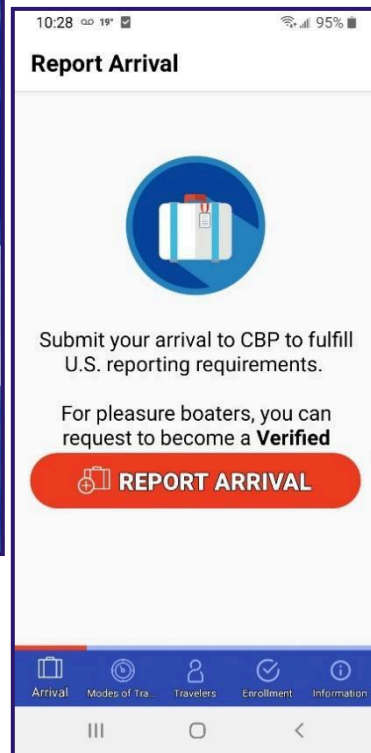 10:28 19° 95%
Report Arrival
Submit your arrival to CBP to fulfill
U.S. reporting requirements.
For pleasure boaters, you can
request to become a Verified
REPORT ARRIVAL
Arrival Modes of Tra... Travelers Enrollment Information